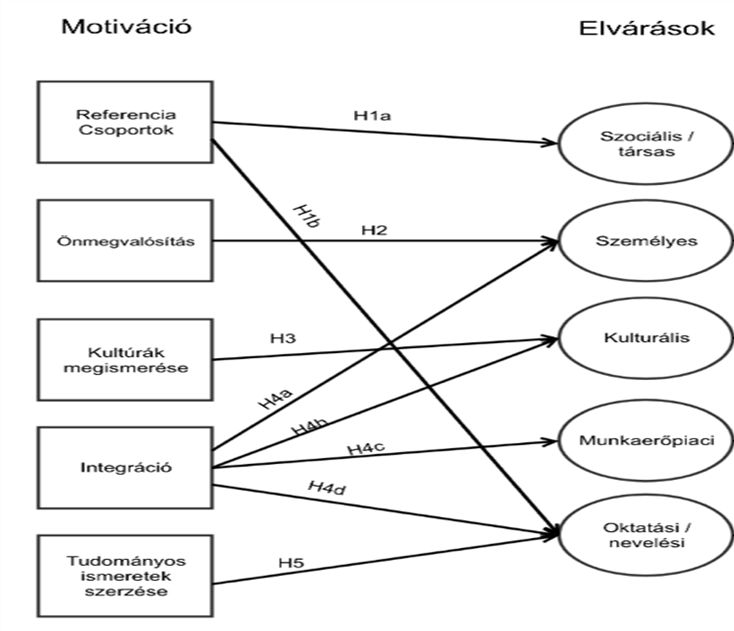 Motiváció
Elvárások
Referencia
Csoportok
H1a
Szociális /
társas
H1b
Önmegvalósítás
H2
Személyes
Kultúrák
megismerése
H3
Kulturális
H4a
H4b
Integráció
H4c
Munkaerőpiaci
H4d
Oktatási /
nevelési
Tudományos
ismeretek
szerzése
H5